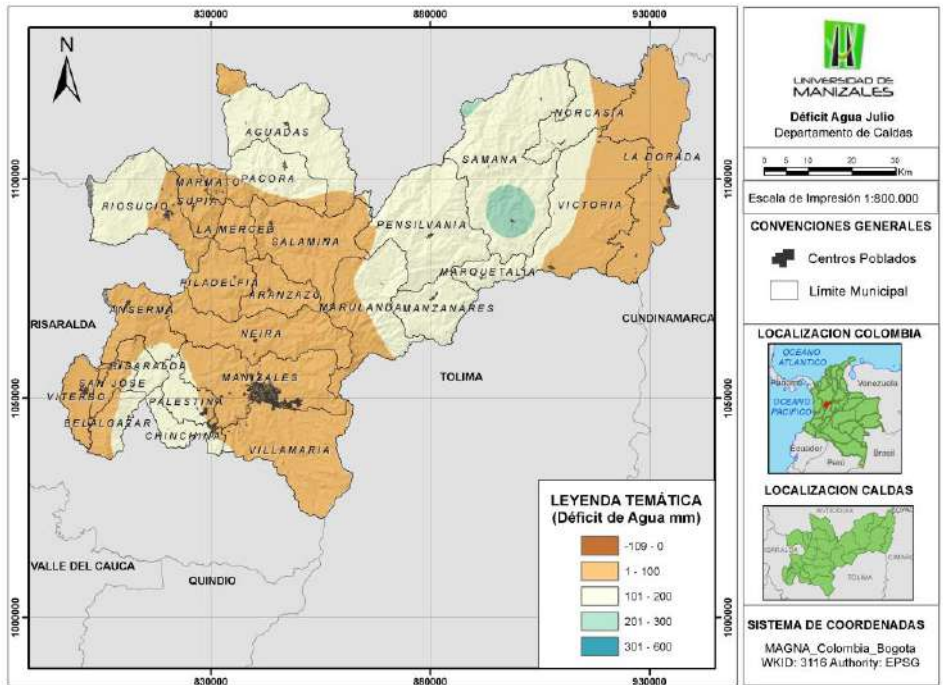 830000
880000
930000
N
AGUADAS
NORCASIA
SAMANA
LA DORADA
1100000
1100000
PACORA
MARMATO
RIOSUCIO
SUPIA
VICTORIA
LA MERCED
PENSILVANIA
SALAMINA
MARQUETALIA
FILADELFIA
ARANZAZU
MARULANDA
MANZANARES
ANSERMA
RISARALDA
NEIRA
CUNDINAMARCA
RISARALDA
MANIZALES
TOLIMA
SAN JOSE
VITERBO
PALESTINA
1050000
1050000
BELALCAZAR
CHINCHINA
VILLAMARIA
VALLE DEL CAUCA
QUINDIO
1000000
1000000
830000
880000
930000
LEYENDA TEMÁTICA
(Déficit de Agua mm)
-109 - 0
1 - 100
101 - 200
201 - 300
301 - 600
UNIVERSIDAD DE
MANIZALES
Déficit Agua Julio
Departamento de Caldas
0 5 10 20 30
Km
Escala de Impresión 1:800.000
CONVENCIONES GENERALES
Centros Poblados
Límite Municipal
LOCALIZACION COLOMBIA
OCEANO
ATLANTICO
Panamá
Venezuela
OCEANO
PACIFICO
Ecuador
Perú
Brasil
LOCALIZACION CALDAS
TOLIMA
SISTEMA DE COORDENADAS
MAGNA_Colombia_Bogota
WKID: 3116 Authority: EPSG